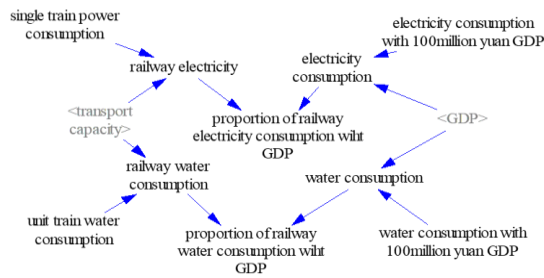 single train power
consumption
electricity consumption
with 100million yuan GDP
railway electricity
electricity
consumption
<transport
capacity>
proportion of railway
electricity consumption wiht
GDP
<GDP>
railway water
consumption
water consumption
unit train water
consumption
proportion of railway
water consumption wiht
GDP
water consumption with
100million yuan GDP